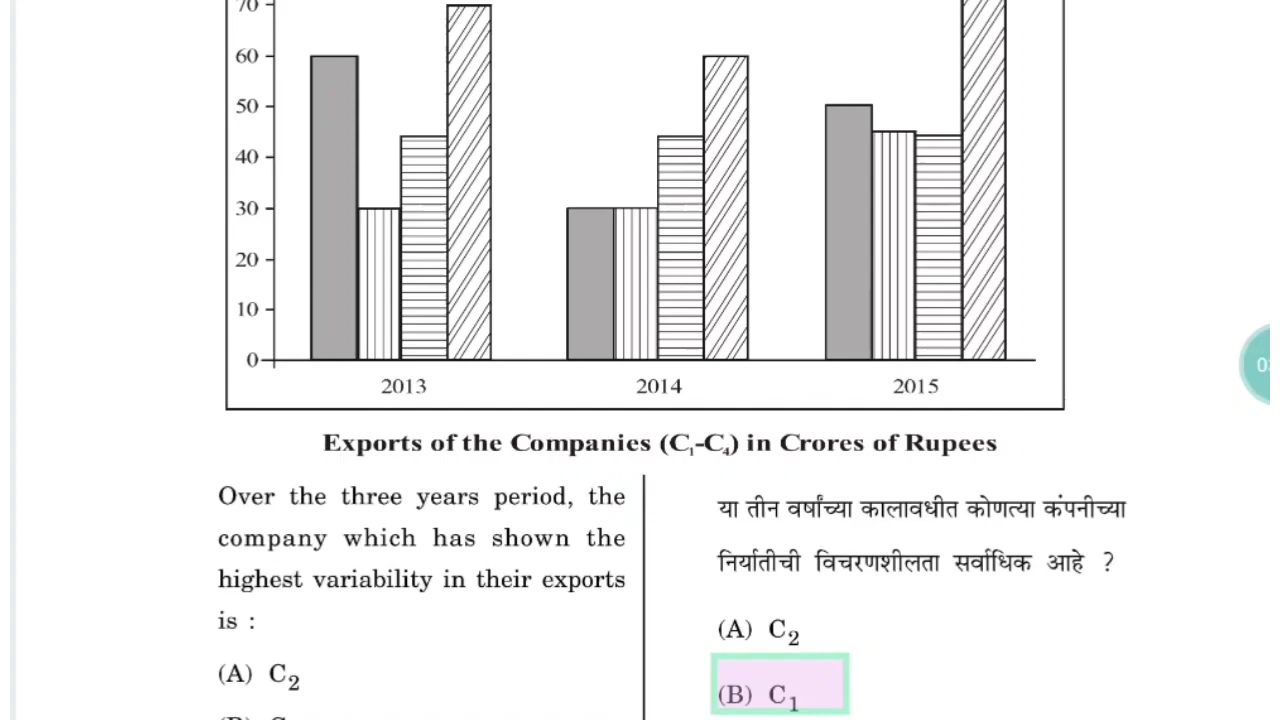 70
60
50
40
30
20
10
0
2013 2014 2015
Exports of the Companies (C₁-C₄) in Crores of Rupees
Over the three years period, the
company which has shown the
highest variability in their exports
is :
(A) C₂
या तीन वर्षांच्या कालावधीत कोणत्या कंपनीच्या
निर्यातीची विचरणशीलता सर्वाधिक आहे ?
(A) C₂
(B) C₁